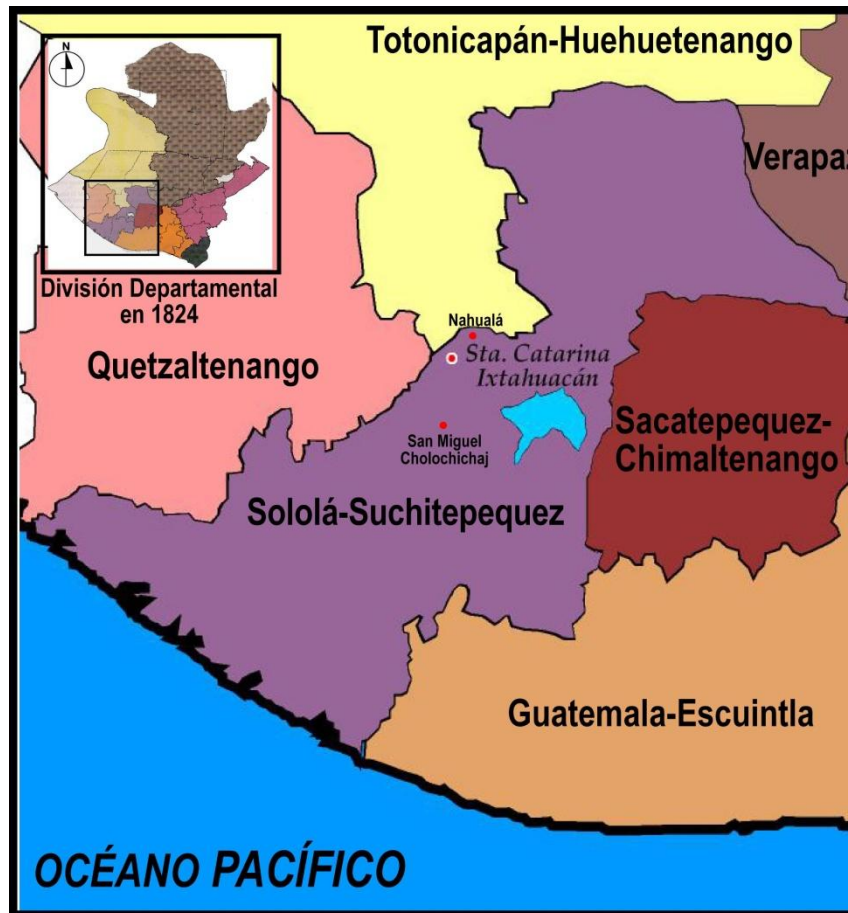 Totonicapán-Huehuetenango
N
Verapaz
División Departamental
en 1824
Nahualá
Quetzaltenango
Sta. Catarina
Ixtahuacán
Sacatepequez-
Chimaltenango
San Miguel
Cholochichaj
Sololá-Suchitepequez
Guatemala-Escuintla
OCÉANO PACÍFICO